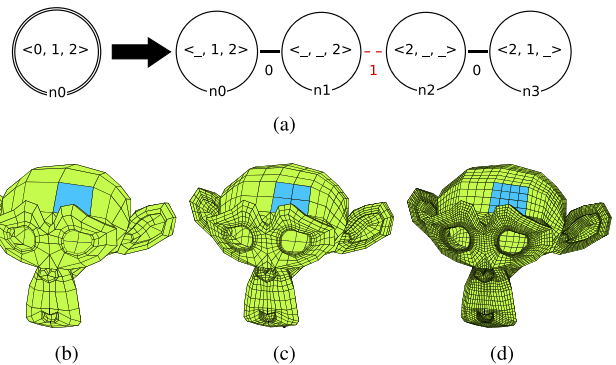 <0, 1, 2> <_, 1, 2> <_, _, 2> <2, _, _> <2, 1, _>
0 1 0
n0 n0 n1 n2 n3
(a)
(b) (c) (d)